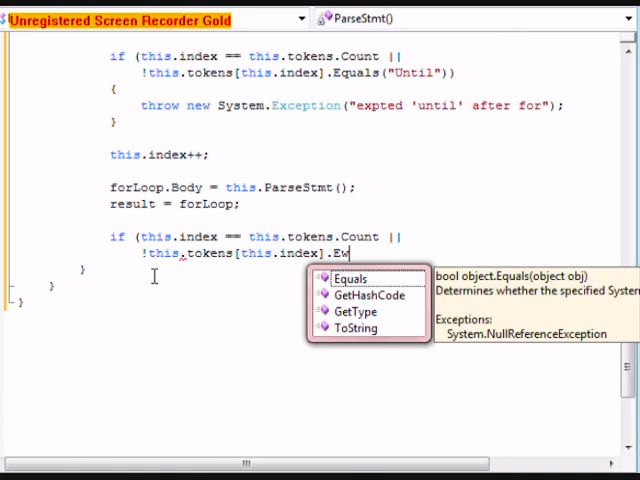 Unregistered Screen Recorder Gold
ParseStmt()
if (this.index == this.tokens.Count ||
!this.tokens[this.index].Equals("Until"))
{
throw new System.Exception("expted 'until' after for");
}
this.index++;
forLoop.Body = this.ParseStmt();
result = forLoop;
if (this.index == this.tokens.Count ||
!this.tokens[this.index].Ew
}
}
}
Equals
GetHashCode
GetType
ToString
bool object.Equals(object obj)
Determines whether the specified System
Exceptions:
System.NullReferenceException